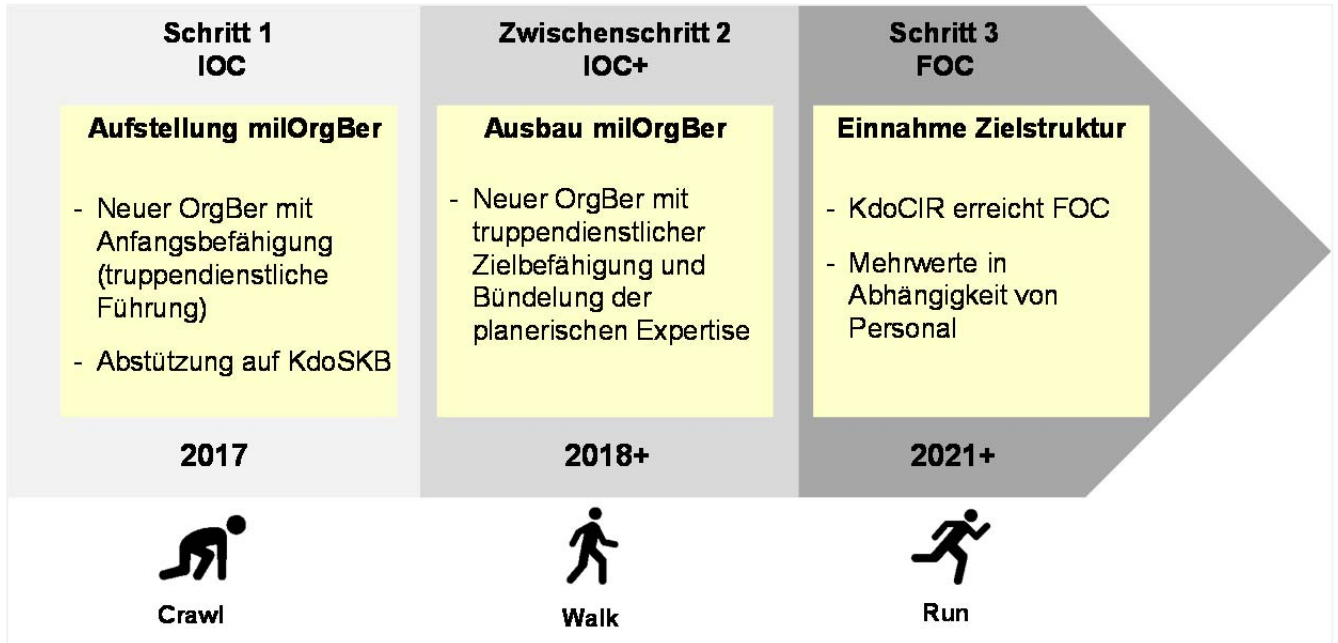 Schritt 1
IOC
Aufstellung milOrgBer
- Neuer OrgBer mit
Anfangsbefähigung
(truppendienstliche
Führung)
- Abstützung auf KdoSKB
2017
Crawl
Zwischenschritt 2
IOC+
Ausbau milOrgBer
- Neuer OrgBer mit
truppendienstlicher
Zielbefähigung und
Bündelung der
planerischen Expertise
2018+
Walk
Schritt 3
FOC
Einnahme Zielstruktur
- KdoCIR erreicht FOC
- Mehrwerte in
Abhängigkeit von
Personal
2021+
Run